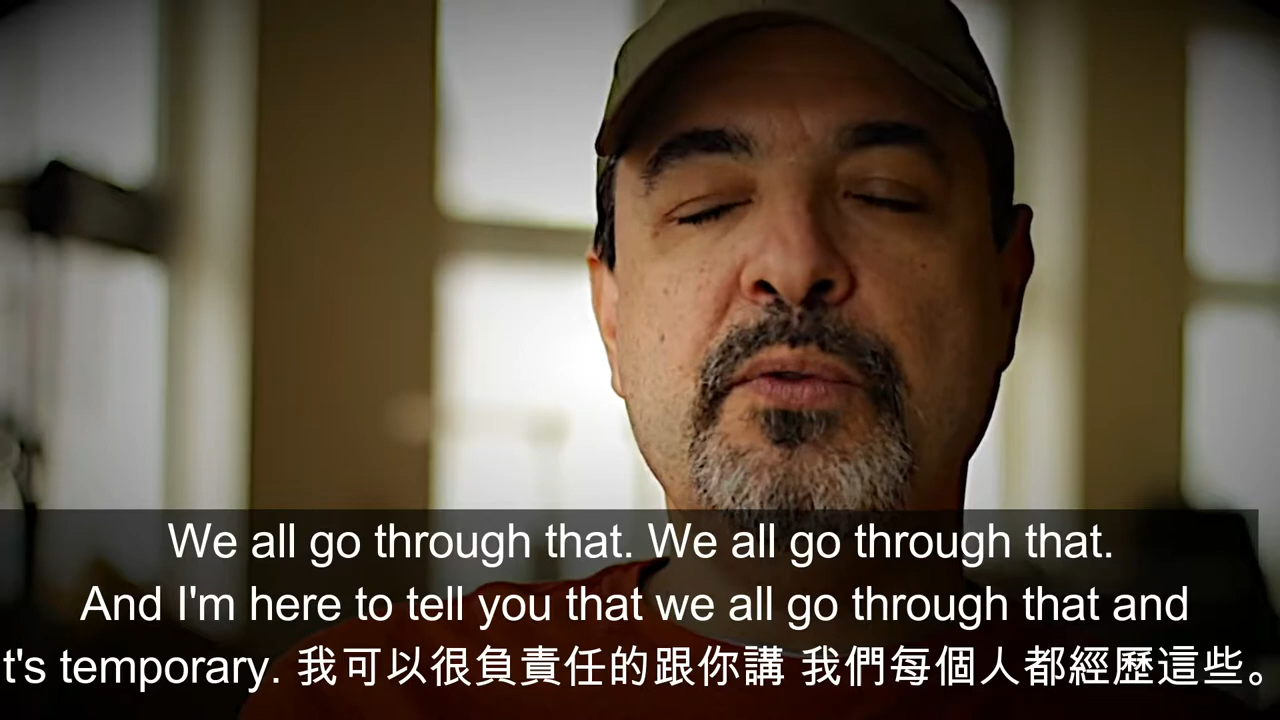 We all go through that. We all go through that.
And I'm here to tell you that we all go through that and
t's temporary. 我可以很負責任的跟你講 我們每個人都經歷這些。